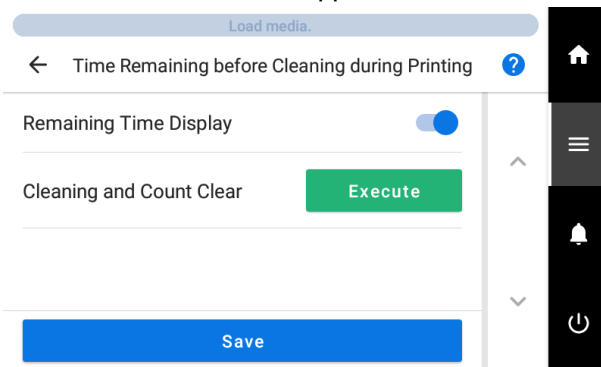 Load media.
Time Remaining before Cleaning during Printing
?
Remaining Time Display
Cleaning and Count Clear Execute
Save